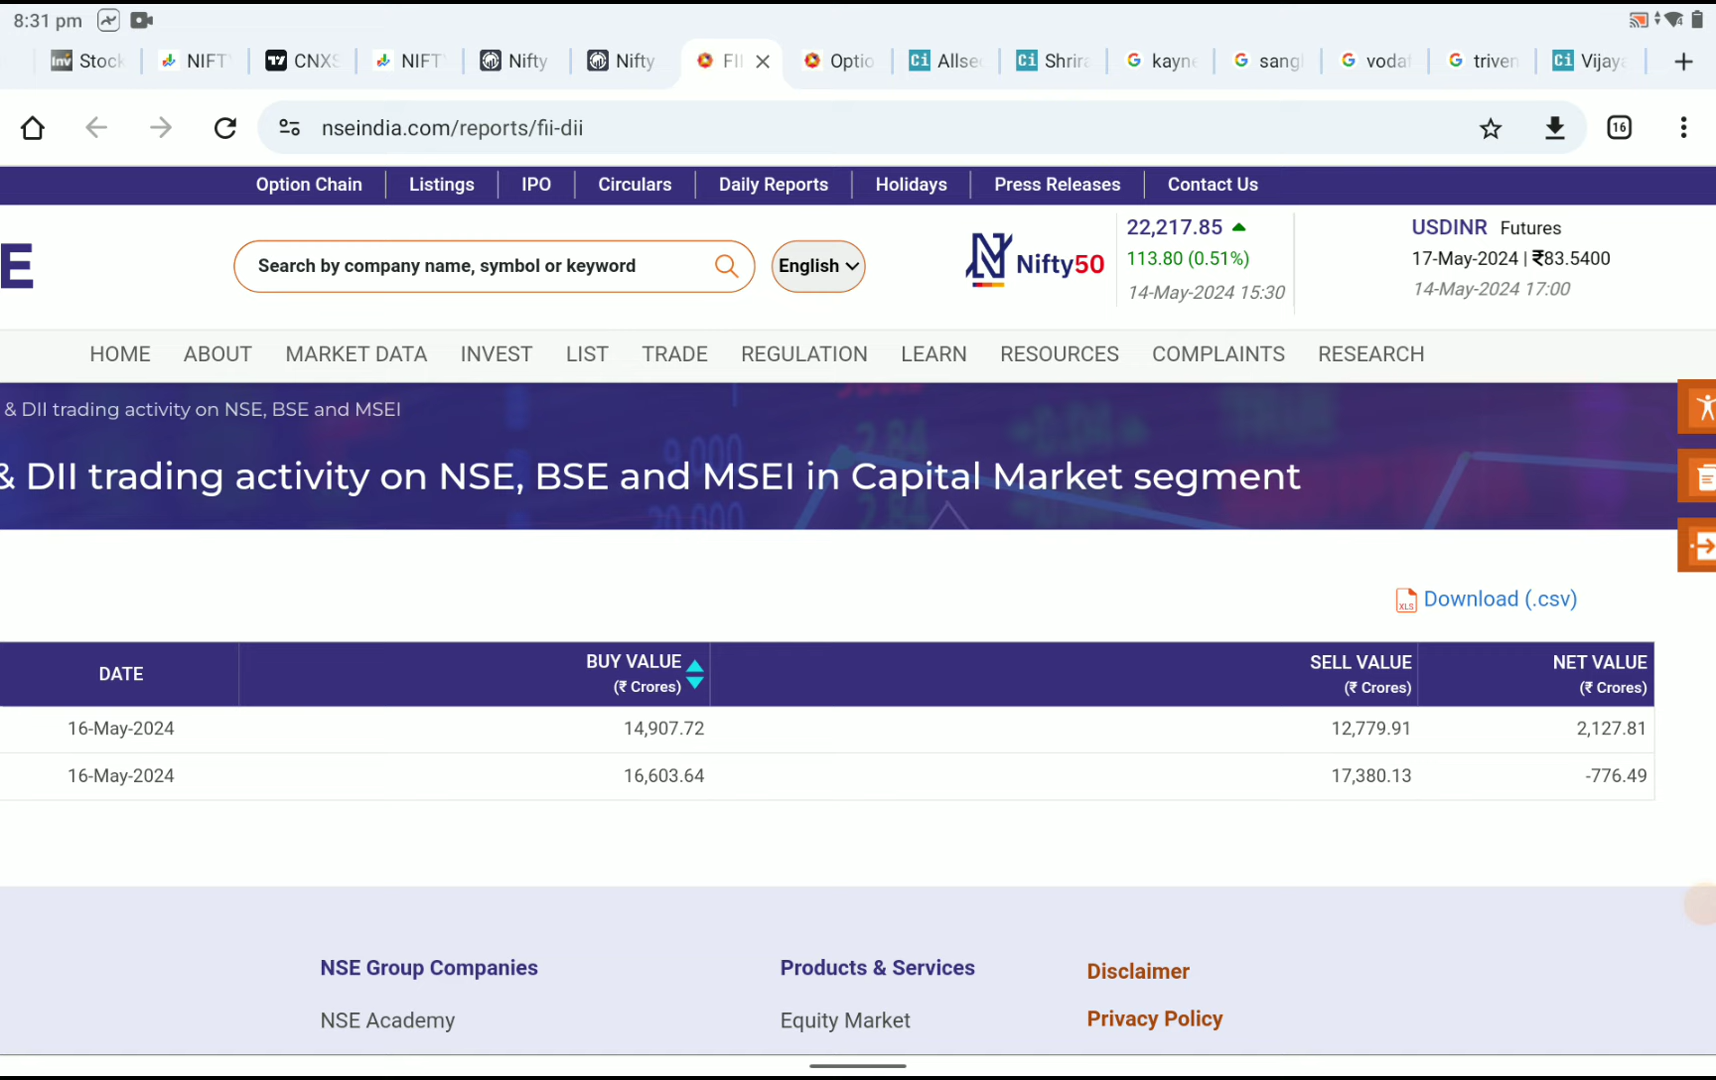 8:31 pm
inv Stock NIFT CNXS NIFT Nifty Nifty FII Optio Ci Allse Ci Shrira kayne sangl vodaf triven Ci Vijaya
nseindia.com/reports/fii-dii 16
Option Chain Listings IPO Circulars Daily Reports Holidays Press Releases Contact Us
E Search by company name, symbol or keyword English Nifty50
22,217.85
113.80 (0.51%)
14-May-2024 15:30
USDINR Futures
17-May-2024 | ₹83.5400
14-May-2024 17:00
HOME ABOUT MARKET DATA INVEST LIST TRADE REGULATION LEARN RESOURCES COMPLAINTS RESEARCH
& DII trading activity on NSE, BSE and MSEI
& DII trading activity on NSE, BSE and MSEI in Capital Market segment
XLS Download (.csv)
DATE BUY VALUE (₹ Crores) SELL VALUE (₹ Crores) NET VALUE (₹ Crores)
16-May-2024 14,907.72 12,779.91 2,127.81
16-May-2024 16,603.64 17,380.13 -776.49
NSE Group Companies Products & Services Disclaimer
NSE Academy Equity Market Privacy Policy